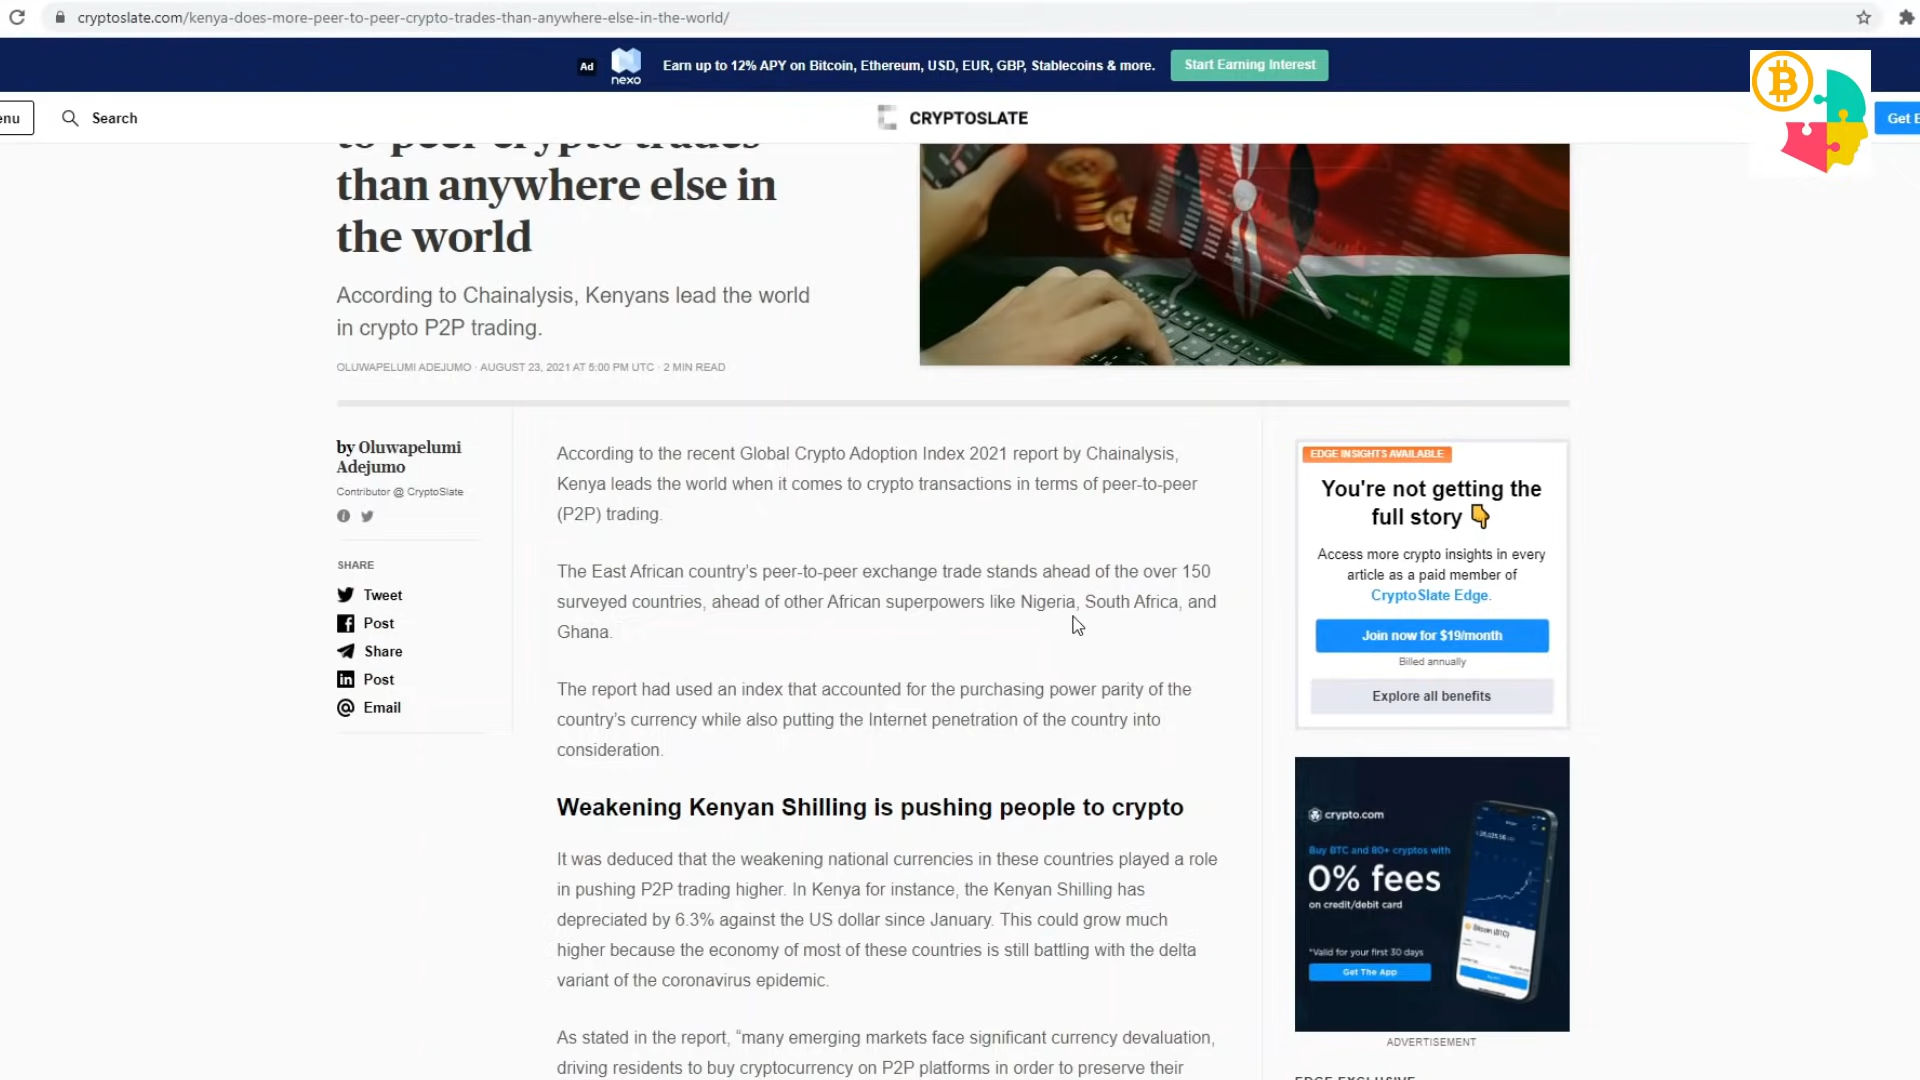 cryptoslate.com/kenya-does-more-peer-to-peer-crypto-trades-than-anywhere-else-in-the-world/
Ad
nexo
Earn up to 12% APY on Bitcoin, Ethereum, USD, EUR, GBP, Stablecoins & more.
Start Earning Interest
enu
Search
CRYPTOSLATE
Get E
to-peer crypto trades
than anywhere else in
the world
According to Chainalysis, Kenyans lead the world
in crypto P2P trading.
OLUWAPELUMI ADEJUMO · AUGUST 23, 2021 AT 5:00 PM UTC · 2 MIN READ
by Oluwapelumi
Adejumo
Contributor @ CryptoSlate
SHARE
Tweet
Post
Share
Post
Email
According to the recent Global Crypto Adoption Index 2021 report by Chainalysis,
Kenya leads the world when it comes to crypto transactions in terms of peer-to-peer
(P2P) trading.
The East African country’s peer-to-peer exchange trade stands ahead of the over 150
surveyed countries, ahead of other African superpowers like Nigeria, South Africa, and
Ghana.
The report had used an index that accounted for the purchasing power parity of the
country’s currency while also putting the Internet penetration of the country into
consideration.
Weakening Kenyan Shilling is pushing people to crypto
It was deduced that the weakening national currencies in these countries played a role
in pushing P2P trading higher. In Kenya for instance, the Kenyan Shilling has
depreciated by 6.3% against the US dollar since January. This could grow much
higher because the economy of most of these countries is still battling with the delta
variant of the coronavirus epidemic.
As stated in the report, “many emerging markets face significant currency devaluation,
driving residents to buy cryptocurrency on P2P platforms in order to preserve their
EDGE INSIGHTS AVAILABLE
You're not getting the
full story
Access more crypto insights in every
article as a paid member of
CryptoSlate Edge.
Join now for $19/month
Billed annually
Explore all benefits
crypto.com
Buy BTC and 80+ cryptos with
0% fees
on credit/debit card
*Valid for your first 30 days
Get The App
Bitcoin (BTC)
ADVERTISEMENT
EDGE EXCLUSIVE